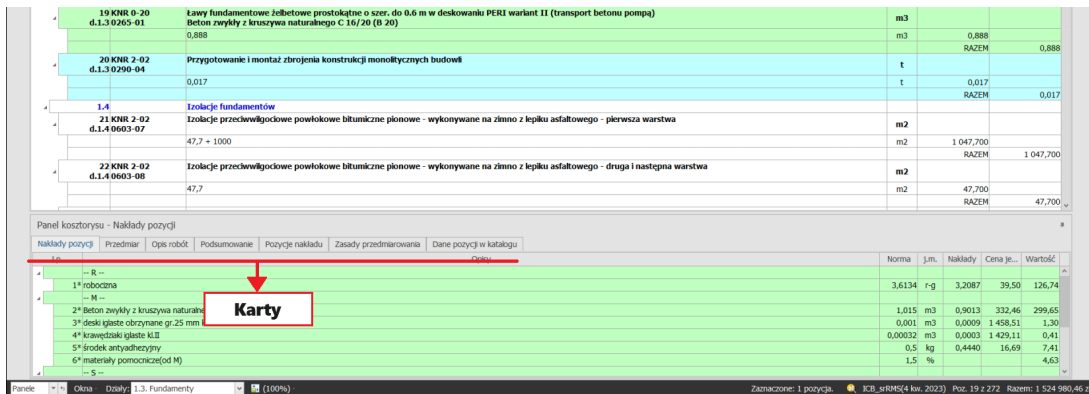 19 KNR 0-20 Ławy fundamentowe żelbetowe prostokątne o szer. do 0.6 m w deskowaniu PERI wariant II (transport betonu pompą) m3
d.1.3 0265-01 Beton zwykły z kruszywa naturalnego C 16/20 (B 20)
0,888 m3 0,888
RAZEM 0,888
20 KNR 2-02 Przygotowanie i montaż zbrojenia konstrukcji monolitycznych budowli t
d.1.3 0290-04
0,017 t 0,017
RAZEM 0,017
1.4 Izolacje fundamentów
21 KNR 2-02 Izolacje przeciwwilgociowe powłokowe bitumiczne pionowe - wykonywane na zimno z lepiku asfaltowego - pierwsza warstwa m2
d.1.4 0603-07
47,7 + 1000 m2 1 047,700
RAZEM 1 047,700
22 KNR 2-02 Izolacje przeciwwilgociowe powłokowe bitumiczne pionowe - wykonywane na zimno z lepiku asfaltowego - druga i następna warstwa m2
d.1.4 0603-08
47,7 m2 47,700
RAZEM 47,700
Panel kosztorysu - Nakłady pozycji
Nakłady pozycji Przedmiar Opis robót Podsumowanie Pozycje nakładu Zasady przedmiarowania Dane pozycji w katalogu
Lp. Opisy Norma j.m. Nakłady Cena je... Wartość
-- R --
1* robocizna 3,6134 r-g 3,2087 39,50 126,74
-- M --
2* Beton zwykły z kruszywa naturalne 1,015 m3 0,9013 332,46 299,65
3* deski iglaste obrzynane gr.25 mm 0,001 m3 0,0009 1 458,51 1,30
4* krawędziaki iglaste kl.II 0,00032 m3 0,0003 1 429,11 0,41
5* środek antyadhezyjny 0,5 kg 0,4440 16,69 7,41
6* materiały pomocnicze(od M) 1,5 % 4,63
-- S --
Karty
Panele Okna Działy: 1.3. Fundamenty (100%) Zaznaczone: 1 pozycja. ICB_srRMS(4 kw. 2023) Poz. 19 z 272 Razem: 1 524 980,46 z